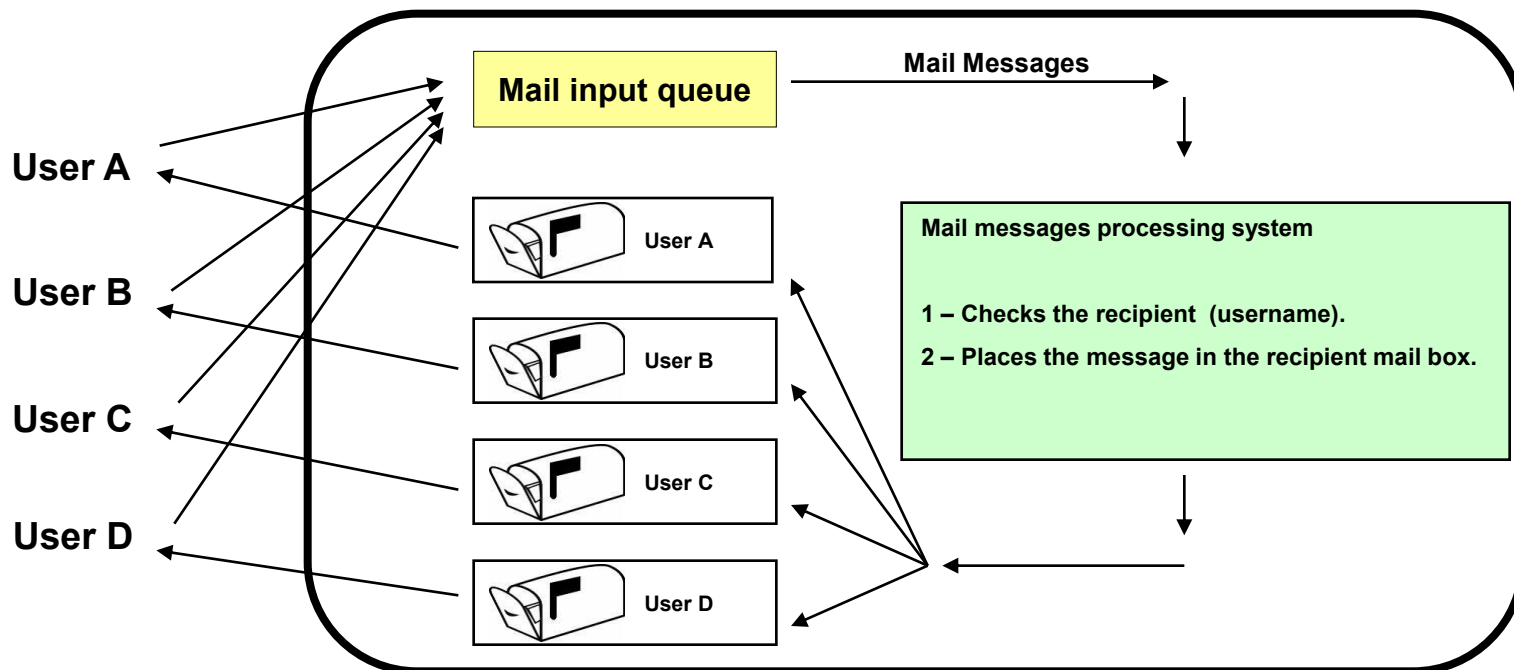 Mail input queue
Mail Messages
User A
User B
User C
User D
User A
User B
User C
User D
Mail messages processing system
1 – Checks the recipient  (username).
2 – Places the message in the recipient mail box.